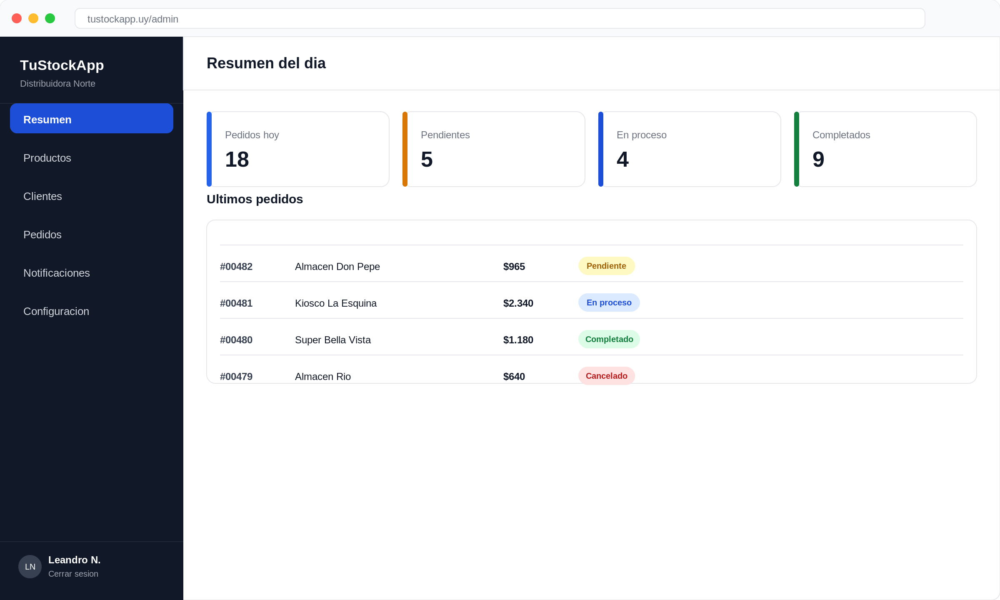 tustockapp.uy/admin
TuStockApp
Distribuidora Norte
Resumen
Productos
Clientes
Pedidos
Notificaciones
Configuracion
LN
Leandro N.
Cerrar sesion
Resumen del dia
Pedidos hoy
18
Pendientes
5
En proceso
4
Completados
9
Ultimos pedidos
#00482 Almacen Don Pepe $965 Pendiente
#00481 Kiosco La Esquina $2.340 En proceso
#00480 Super Bella Vista $1.180 Completado
#00479 Almacen Rio $640 Cancelado